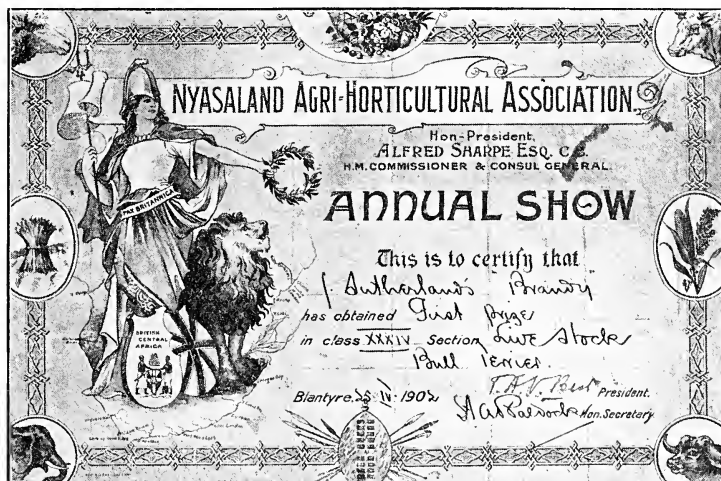 NYASALAND AGRI-HORTICULTURAL ASSOCIATION.
Hon-President,
ALFRED SHARPE ESQ. C.B.
H.M. COMMISSIONER & CONSUL GENERAL.
ANNUAL SHOW
PAX BRITANNICA
This is to certify that
Sutherland's "Brandy"
has obtained First prize
in class XXXIV Section Live Stock
Bull Terrier.
BRITISH
CENTRAL
AFRICA
Blantyre, IV 1902 President.
Hon. Secretary